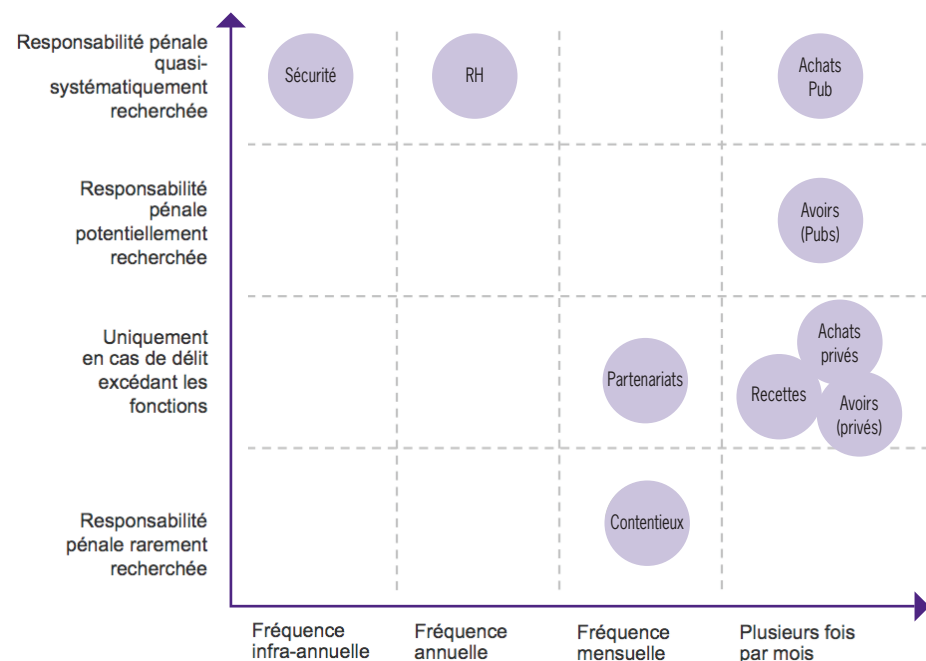 Responsabilité pénale
quasi-
systématiquement
recherchée
Sécurité
RH
Achats
Pub
Responsabilité
pénale
potentiellement
recherchée
Avoirs
(Pubs)
Uniquement
en cas de délit
excédant les
fonctions
Partenariats
Achats
privés
Recettes
Avoirs
(privés)
Responsabilité
pénale rarement
recherchée
Contentieux
Fréquence
infra-annuelle
Fréquence
annuelle
Fréquence
mensuelle
Plusieurs fois
par mois